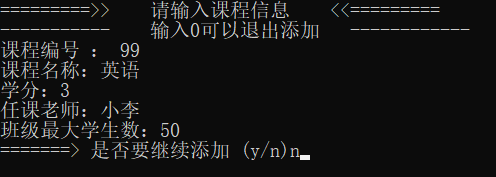 =========>>    请输入课程信息    <<=========
-----------    输入0可以退出添加   ------------
课程编号 : 99
课程名称: 英语
学分: 3
任课老师: 小李
班级最大学生数: 50
=======> 是否要继续添加 (y/n)n